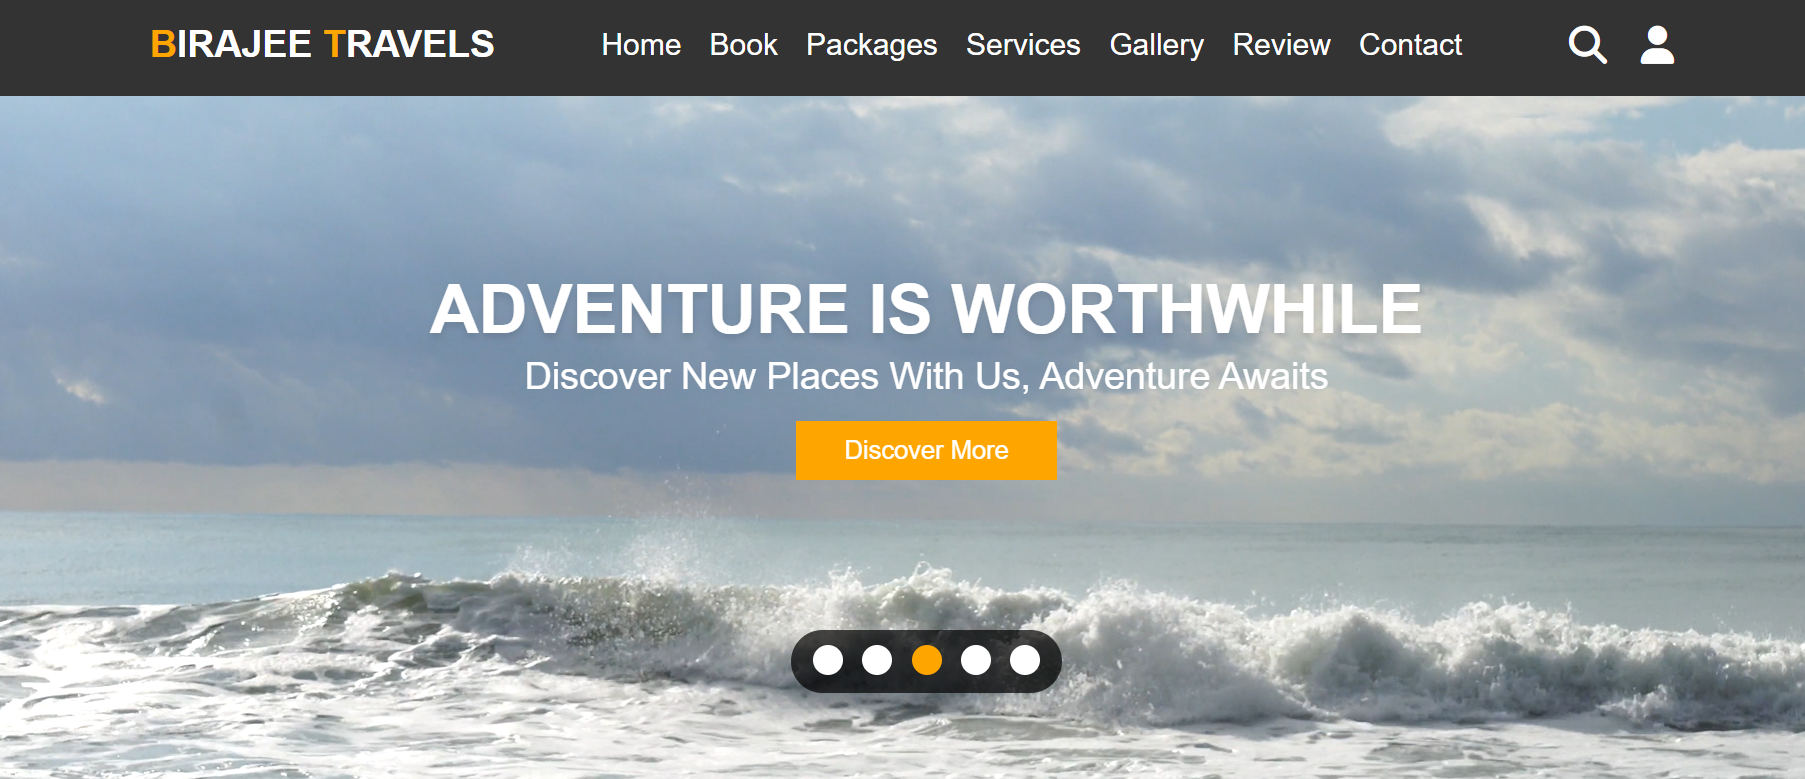 BIRAJEE TRAVELS
Home Book Packages Services Gallery Review Contact
ADVENTURE IS WORTHWHILE
Discover New Places With Us, Adventure Awaits
Discover More